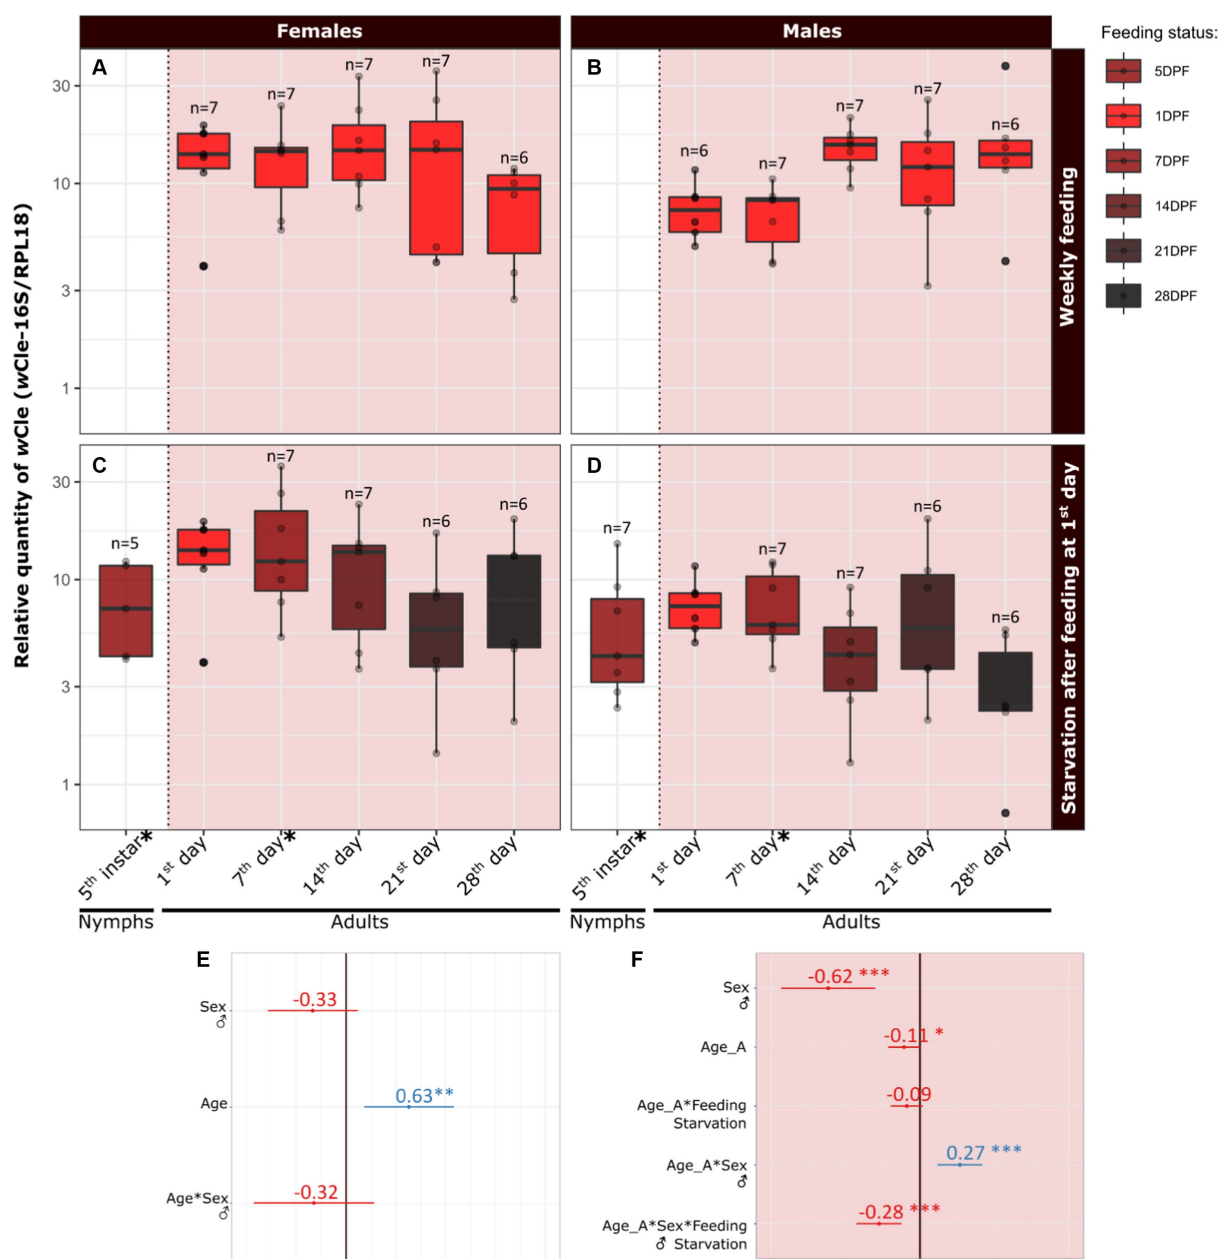 Females
Males
Feeding status:
5DPF
1DPF
7DPF
14DPF
21DPF
28DPF
Relative quantity of wCle (wCle-16S/RPL18)
A
n=7
n=7
n=7
n=7
n=6
30
10
3
1
B
n=6
n=7
n=7
n=7
n=6
Weekly feeding
C
n=5
n=7
n=7
n=6
n=6
30
10
3
1
D
n=7
n=7
n=7
n=6
n=6
Starvation after feeding at 1st day
5th instar*
1st day
7th day*
14th day
21st day
28th day
5th instar*
1st day
7th day*
14th day
21st day
28th day
Nymphs
Adults
Nymphs
Adults
E
Sex
♂
-0.33
Age
0.63**
Age*Sex
♂
-0.32
F
Sex
♂
-0.62 ***
Age_A
-0.11 *
Age_A*Feeding
Starvation
-0.09
Age_A*Sex
♂
0.27 ***
Age_A*Sex*Feeding
♂ Starvation
-0.28 ***